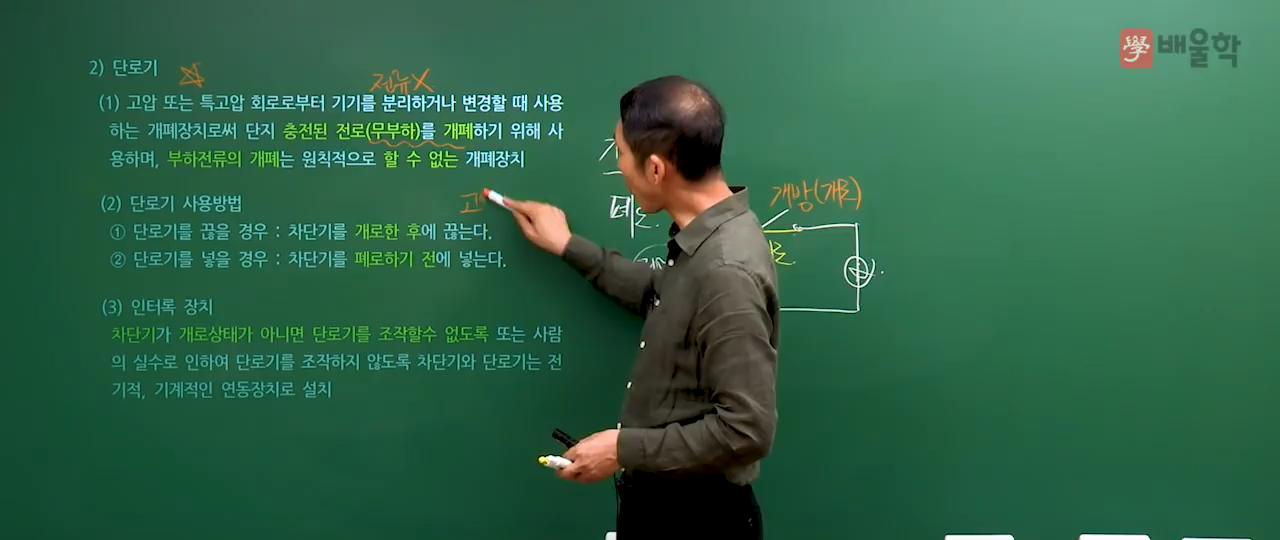 學 배울학
2) 단로기
전류X
(1) 고압 또는 특고압 회로로부터 기기를 분리하거나 변경할 때 사용
하는 개폐장치로써 단지 충전된 전로(무부하)를 개폐하기 위해 사
용하며, 부하전류의 개폐는 원칙적으로 할 수 없는 개폐장치
고
(2) 단로기 사용방법
① 단로기를 끊을 경우 : 차단기를 개로한 후에 끊는다.
② 단로기를 넣을 경우 : 차단기를 폐로하기 전에 넣는다.
(3) 인터록 장치
차단기가 개로상태가 아니면 단로기를 조작할수 없도록 또는 사람
의 실수로 인하여 단로기를 조작하지 않도록 차단기와 단로기는 전
기적, 기계적인 연동장치로 설치
개방(개로)
폐로.